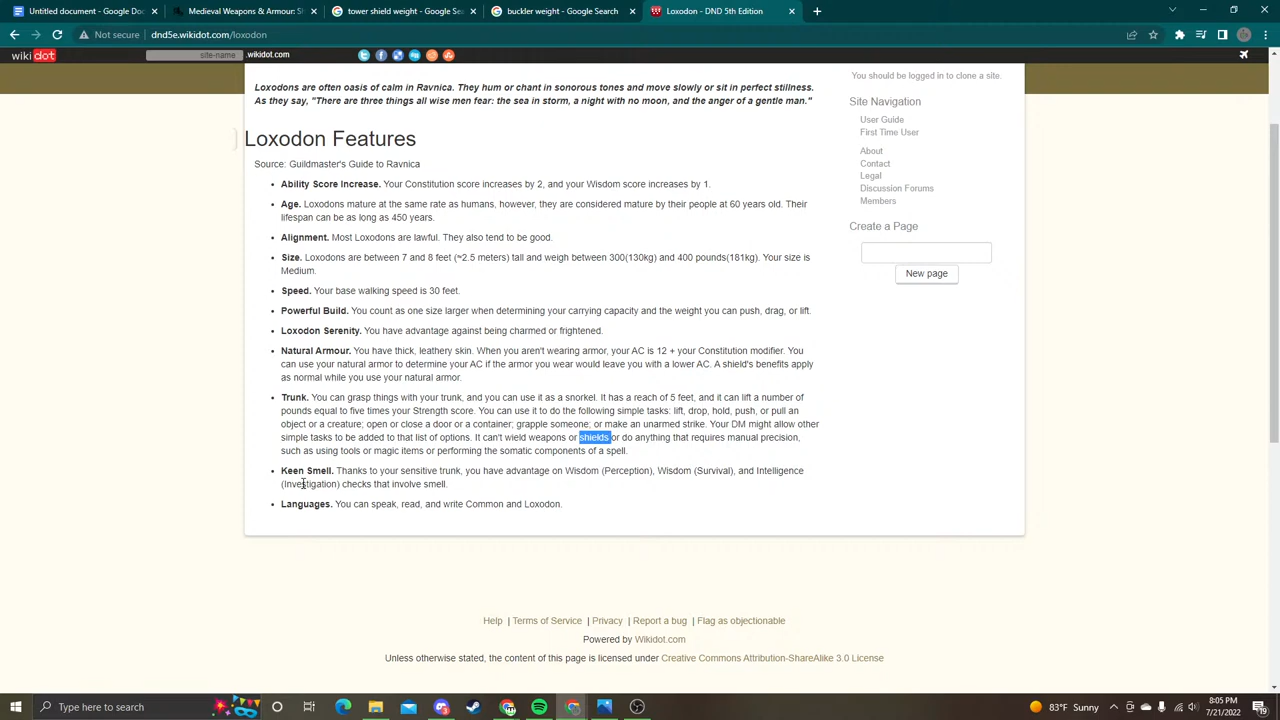 Untitled document - Google Docs
Medieval Weapons & Armour: S
tower shield weight - Google Sea
buckler weight - Google Search
Loxodon - DND 5th Edition
Not secure | dnd5e.wikidot.com/loxodon
wikidot site-name .wikidot.com
Loxodons are often oasis of calm in Ravnica. They hum or chant in sonorous tones and move slowly or sit in perfect stillness.
As they say, "There are three things all wise men fear: the sea in storm, a night with no moon, and the anger of a gentle man."
Loxodon Features
Source: Guildmaster's Guide to Ravnica
Ability Score Increase. Your Constitution score increases by 2, and your Wisdom score increases by 1.
Age. Loxodons mature at the same rate as humans, however, they are considered mature by their people at 60 years old. Their
lifespan can be as long as 450 years.
Alignment. Most Loxodons are lawful. They also tend to be good.
Size. Loxodons are between 7 and 8 feet (≈2.5 meters) tall and weigh between 300(130kg) and 400 pounds(181kg). Your size is
Medium.
Speed. Your base walking speed is 30 feet.
Powerful Build. You count as one size larger when determining your carrying capacity and the weight you can push, drag, or lift.
Loxodon Serenity. You have advantage against being charmed or frightened.
Natural Armour. You have thick, leathery skin. When you aren't wearing armor, your AC is 12 + your Constitution modifier. You
can use your natural armor to determine your AC if the armor you wear would leave you with a lower AC. A shield's benefits apply
as normal while you use your natural armor.
Trunk. You can grasp things with your trunk, and you can use it as a snorkel. It has a reach of 5 feet, and it can lift a number of
pounds equal to five times your Strength score. You can use it to do the following simple tasks: lift, drop, hold, push, or pull an
object or a creature; open or close a door or a container; grapple someone; or make an unarmed strike. Your DM might allow other
simple tasks to be added to that list of options. It can't wield weapons or shields or do anything that requires manual precision,
such as using tools or magic items or performing the somatic components of a spell.
Keen Smell. Thanks to your sensitive trunk, you have advantage on Wisdom (Perception), Wisdom (Survival), and Intelligence
(Investigation) checks that involve smell.
Languages. You can speak, read, and write Common and Loxodon.
You should be logged in to clone a site.
Site Navigation
User Guide
First Time User
About
Contact
Legal
Discussion Forums
Members
Create a Page
New page
Help | Terms of Service | Privacy | Report a bug | Flag as objectionable
Powered by Wikidot.com
Unless otherwise stated, the content of this page is licensed under Creative Commons Attribution-ShareAlike 3.0 License
Type here to search
83°F Sunny
8:05 PM
7/21/2022